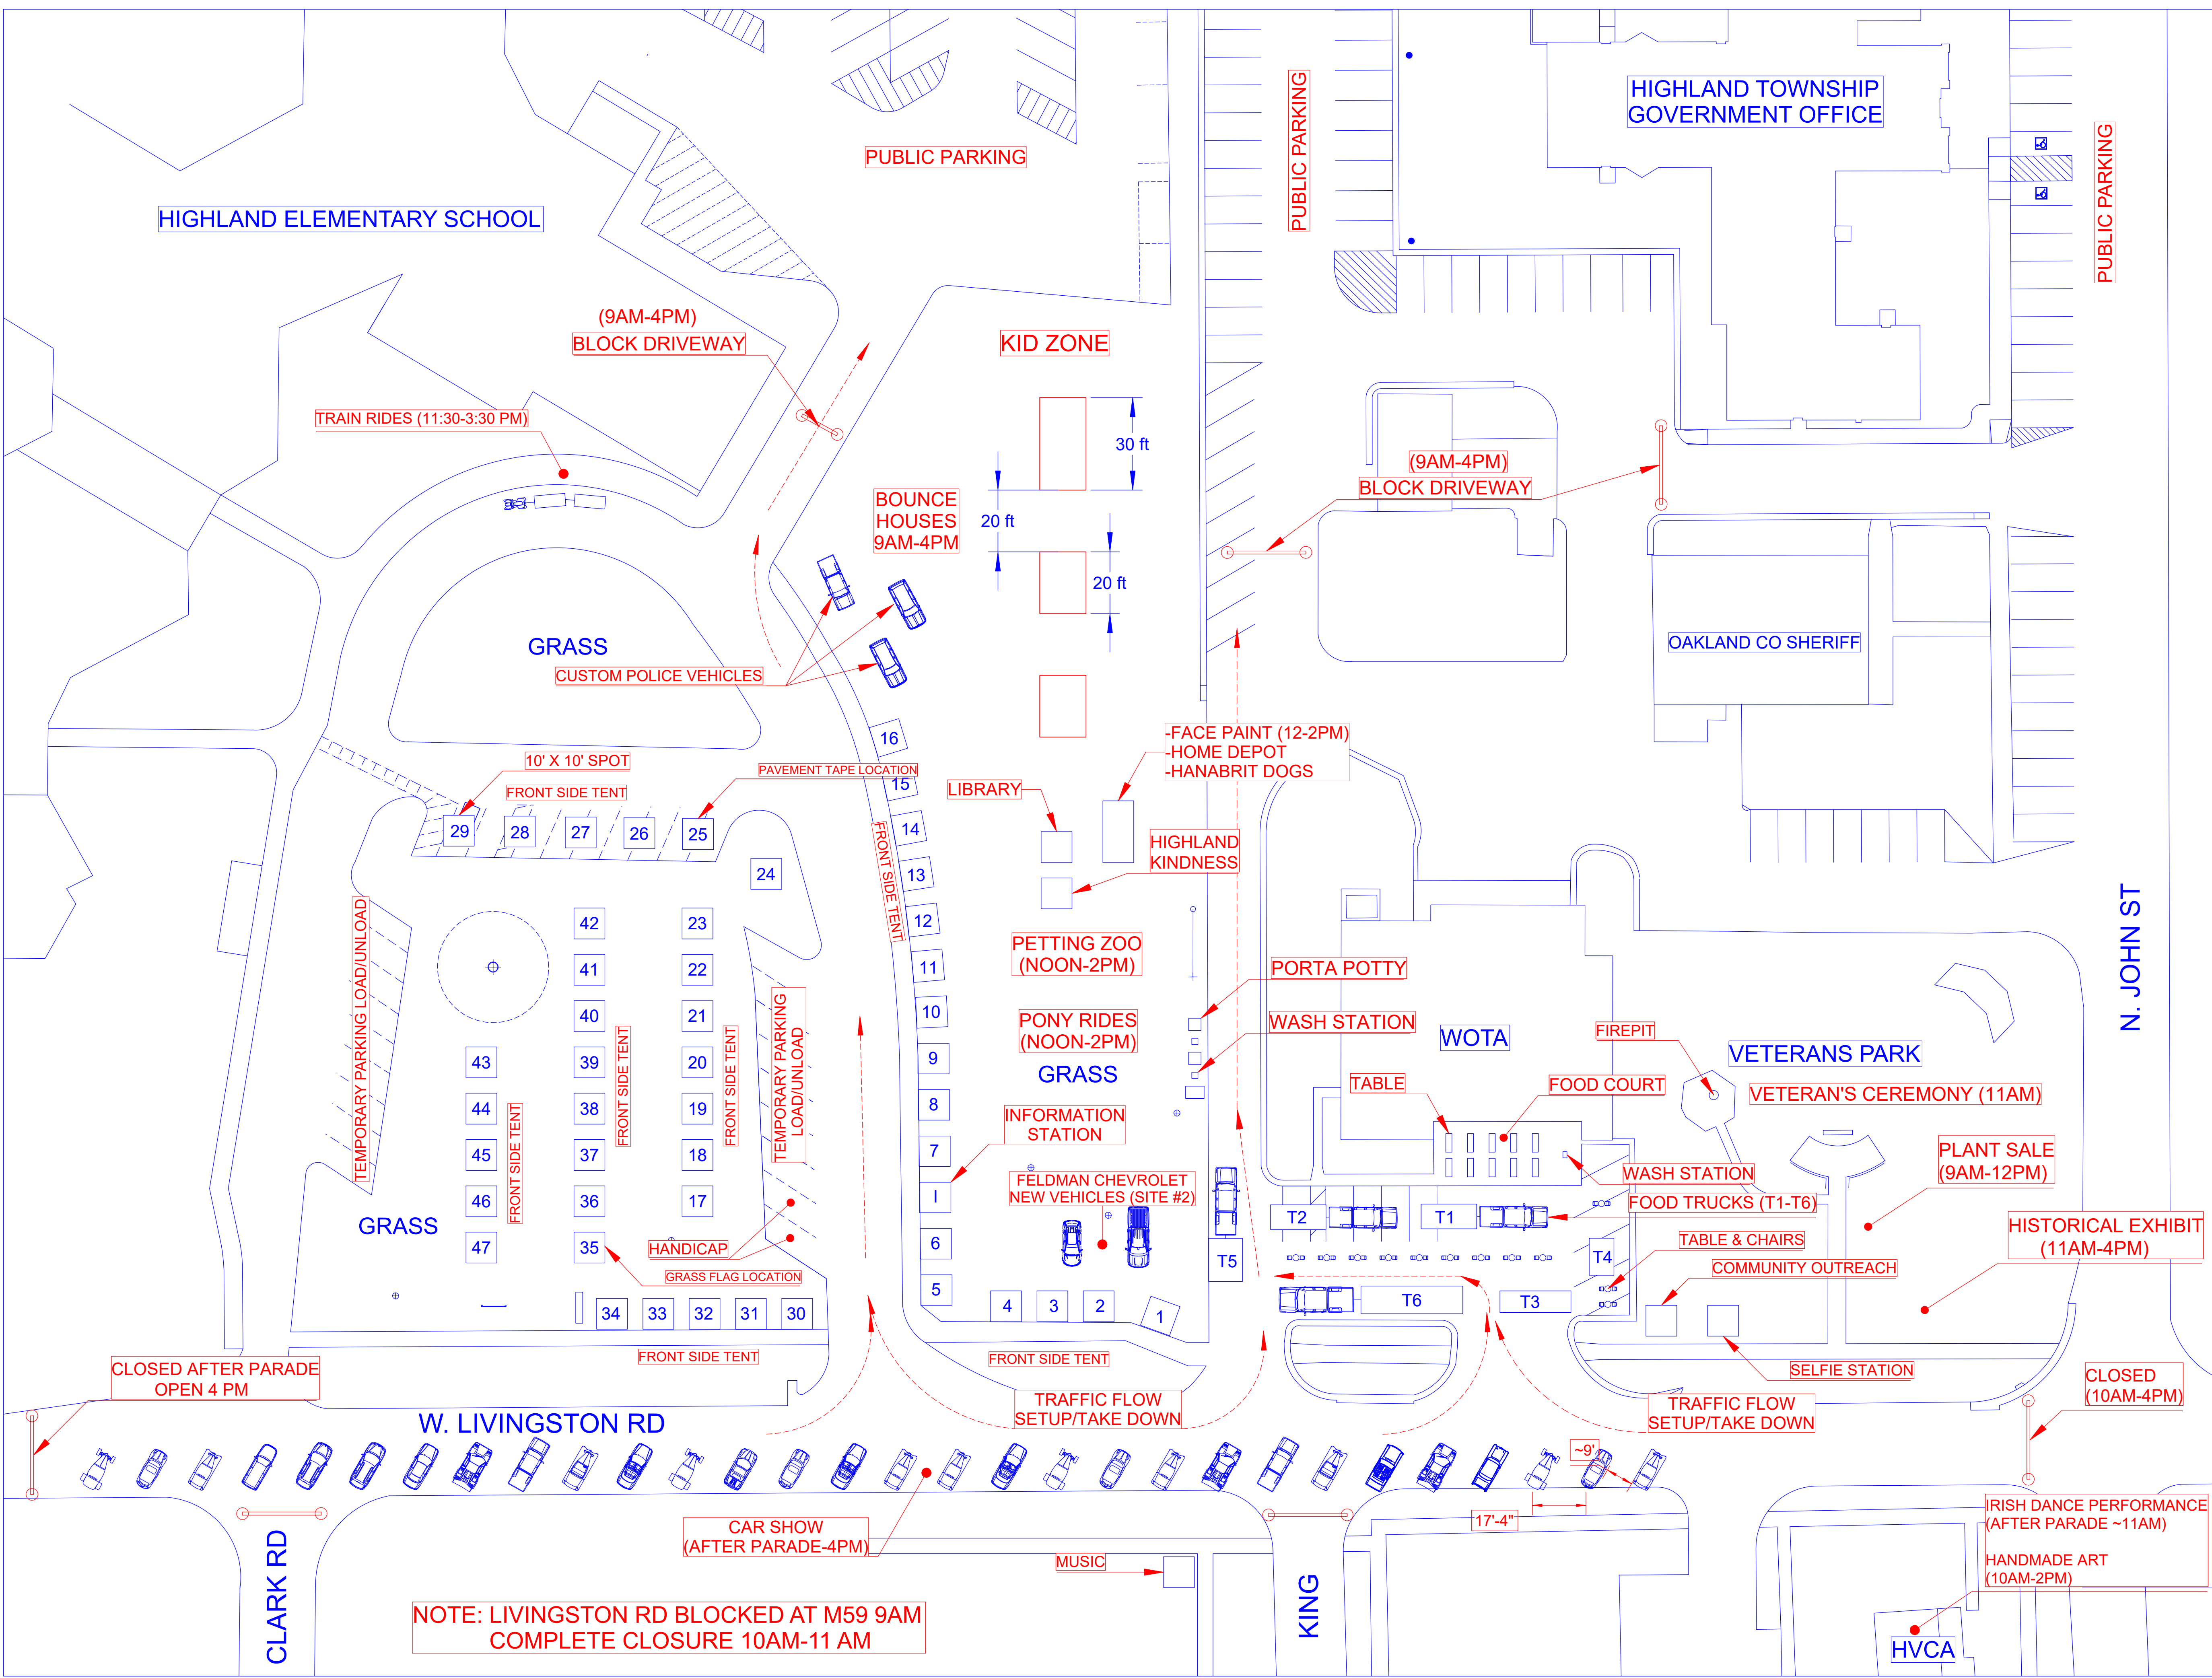 PUBLIC PARKING
PUBLIC PARKING
HIGHLAND TOWNSHIP
GOVERNMENT OFFICE
PUBLIC PARKING
HIGHLAND ELEMENTARY SCHOOL
(9AM-4PM)
BLOCK DRIVEWAY
KID ZONE
TRAIN RIDES (11:30-3:30 PM)
30 ft
(9AM-4PM)
BLOCK DRIVEWAY
BOUNCE
HOUSES
9AM-4PM
20 ft
20 ft
GRASS
CUSTOM POLICE VEHICLES
OAKLAND CO SHERIFF
-FACE PAINT (12-2PM)
-HOME DEPOT
-HANABRIT DOGS
16
10' X 10' SPOT
PAVEMENT TAPE LOCATION
15
FRONT SIDE TENT
LIBRARY
29
28
27
26
25
14
FRONT SIDE TENT
HIGHLAND
KINDNESS
24
13
TEMPORARY PARKING LOAD/UNLOAD
42
23
12
PETTING ZOO
(NOON-2PM)
N. JOHN ST
41
22
11
PORTA POTTY
40
21
10
TEMPORARY PARKING
LOAD/UNLOAD
PONY RIDES
(NOON-2PM)
WASH STATION
WOTA
FIREPIT
VETERANS PARK
43
39
20
9
FRONT SIDE TENT
FRONT SIDE TENT
GRASS
TABLE
FOOD COURT
VETERAN'S CEREMONY (11AM)
44
38
19
8
INFORMATION
STATION
FRONT SIDE TENT
45
37
18
7
PLANT SALE
(9AM-12PM)
WASH STATION
46
36
17
I
FELDMAN CHEVROLET
NEW VEHICLES (SITE #2)
FOOD TRUCKS (T1-T6)
T2
T1
GRASS
HISTORICAL EXHIBIT
(11AM-4PM)
47
35
HANDICAP
6
T5
T4
TABLE & CHAIRS
GRASS FLAG LOCATION
COMMUNITY OUTREACH
5
34
33
32
31
30
4
3
2
1
T6
T3
FRONT SIDE TENT
FRONT SIDE TENT
SELFIE STATION
CLOSED AFTER PARADE
OPEN 4 PM
CLOSED
(10AM-4PM)
TRAFFIC FLOW
SETUP/TAKE DOWN
TRAFFIC FLOW
SETUP/TAKE DOWN
W. LIVINGSTON RD
~9'
17'-4"
CAR SHOW
(AFTER PARADE-4PM)
IRISH DANCE PERFORMANCE
(AFTER PARADE ~11AM)
HANDMADE ART
(10AM-2PM)
MUSIC
CLARK RD
KING
NOTE: LIVINGSTON RD BLOCKED AT M59 9AM
COMPLETE CLOSURE 10AM-11 AM
HVCA